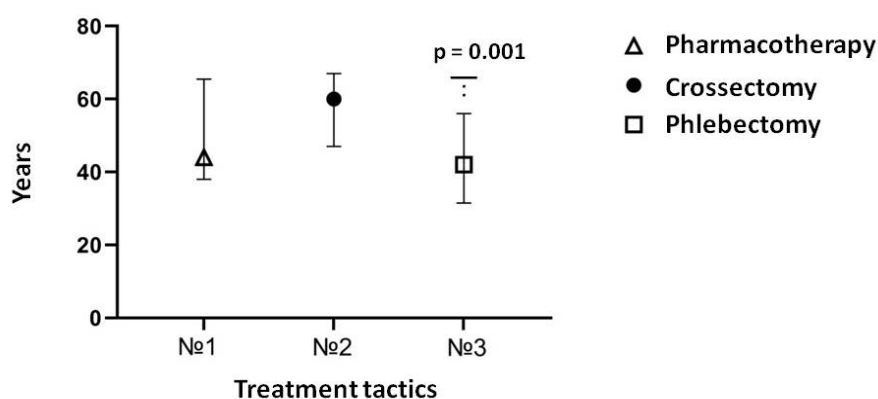 80
60
40
20
0
Years
p = 0.001
№1
№2
№3
Treatment tactics
Pharmacotherapy
Crossectomy
Phlebectomy